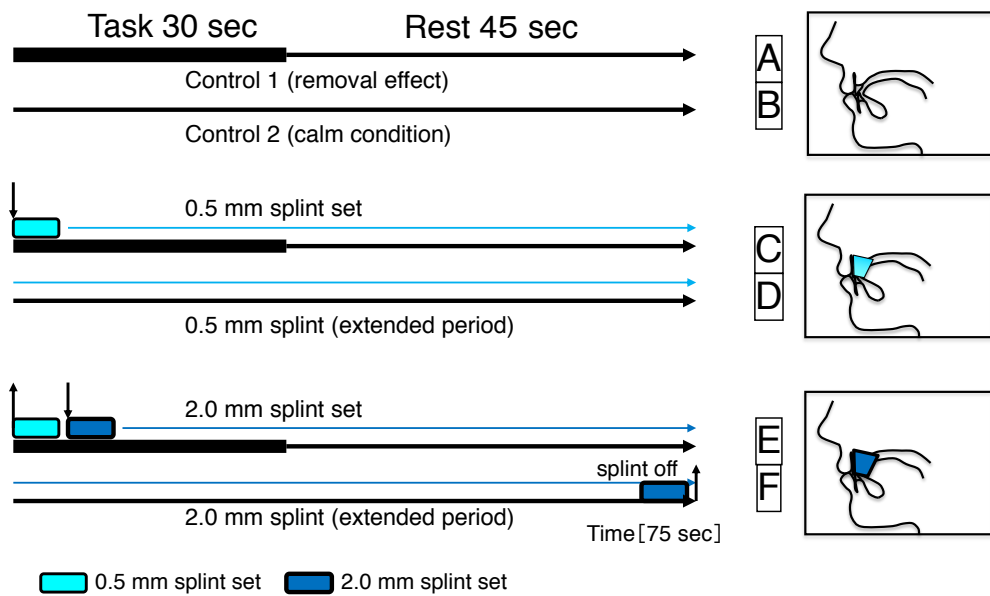 Task 30 sec
Rest 45 sec
Control 1 (removal effect)
A
B
Control 2 (calm condition)
0.5 mm splint set
C
D
0.5 mm splint (extended period)
2.0 mm splint set
E
F
splint off
2.0 mm splint (extended period)
Time[75 sec]
0.5 mm splint set
2.0 mm splint set